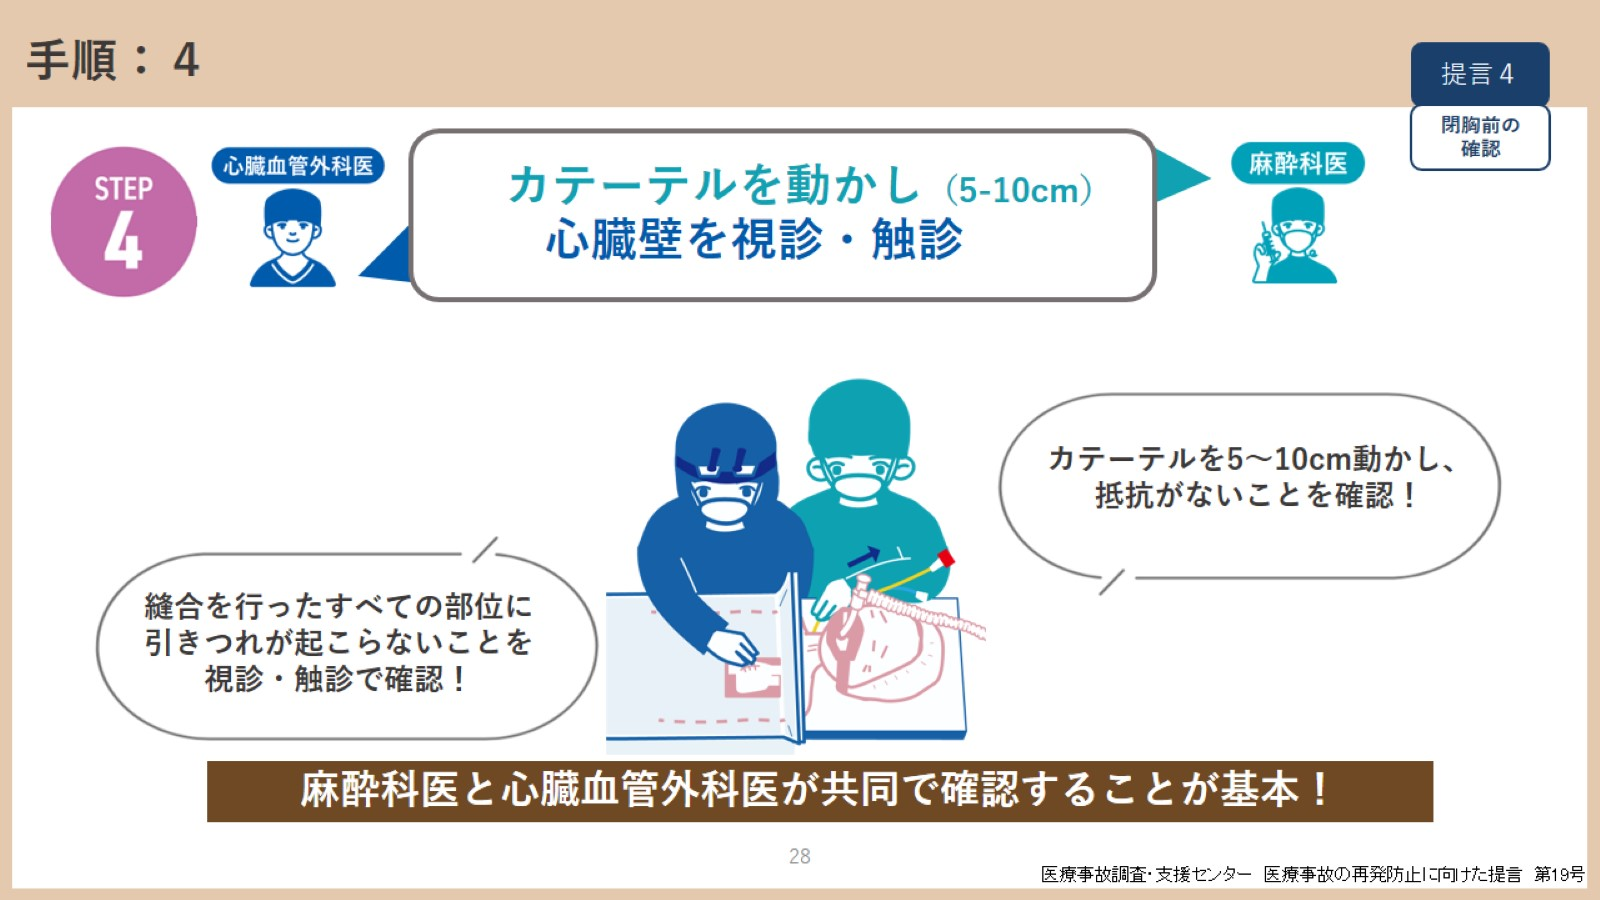 手順：４
提言４
閉胸前の
確認
STEP
4
心臓血管外科医
カテーテルを動かし（5-10cm）
心臓壁を視診・触診
麻酔科医
カテーテルを5～10cm動かし、
抵抗がないことを確認！
縫合を行ったすべての部位に
引きつれが起こらないことを
視診・触診で確認！
麻酔科医と心臓血管外科医が共同で確認することが基本！
28
医療事故調査・支援センター　医療事故の再発防止に向けた提言　第19号